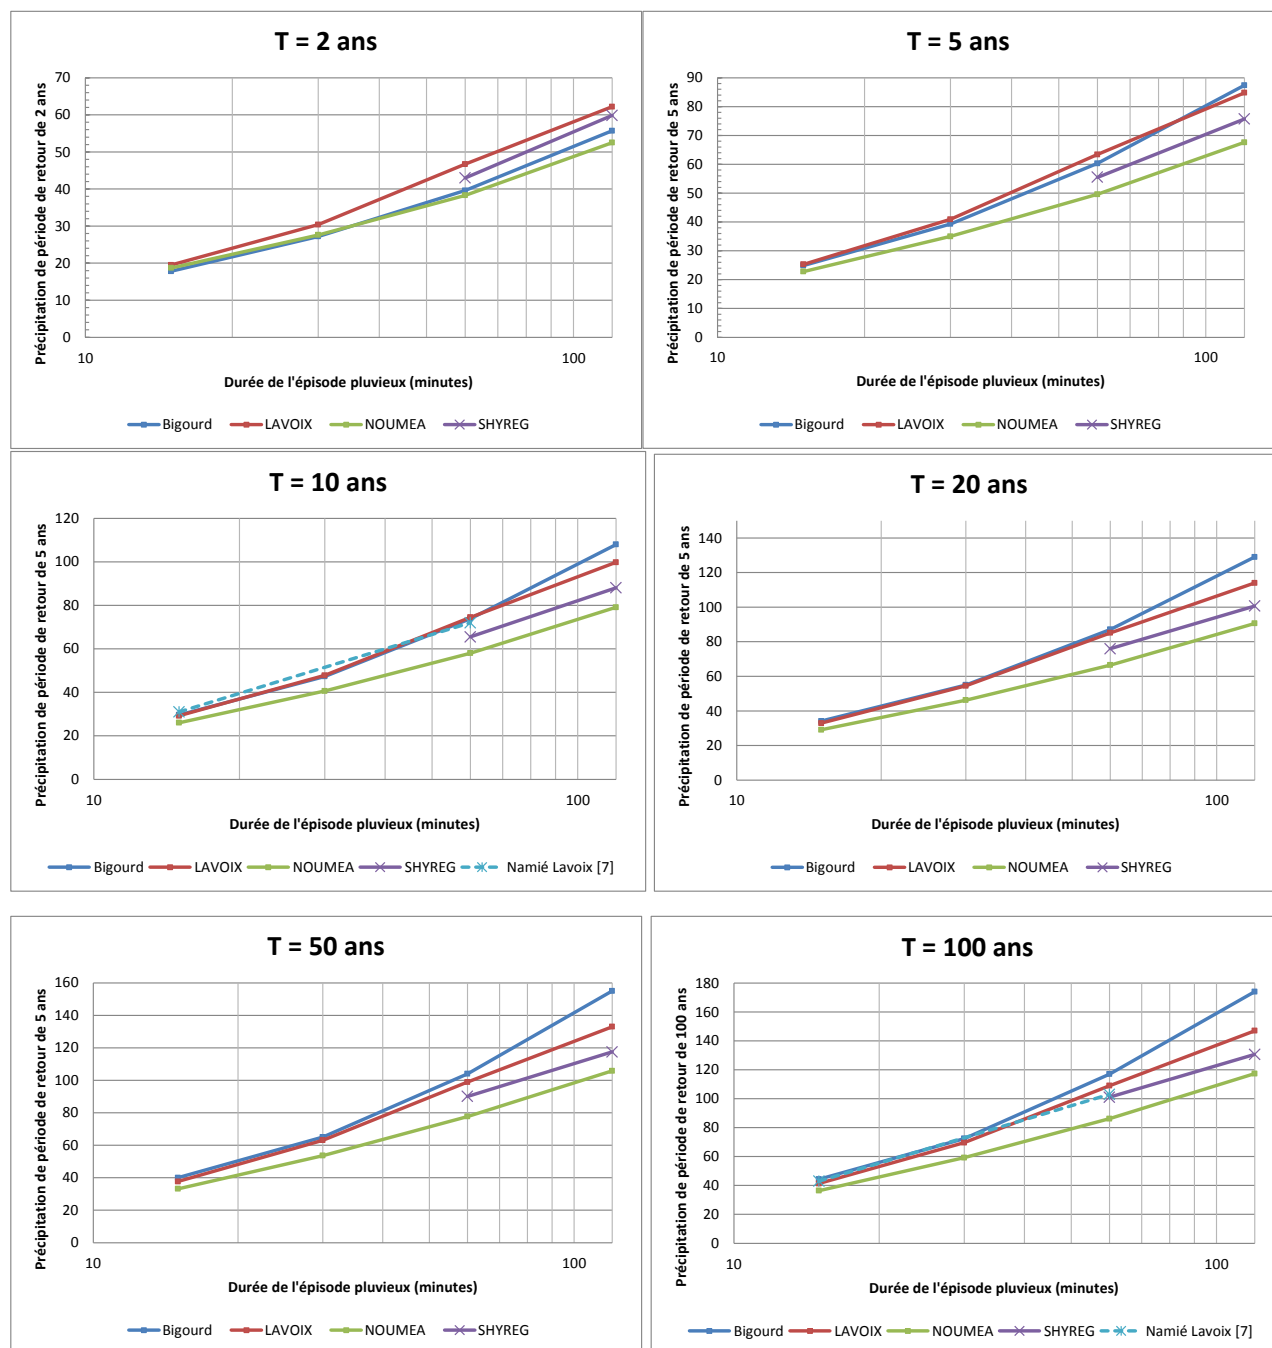 T = 2 ans
Précipitation de période de retour de 2 ans
70
60
50
40
30
20
10
0
10
100
Durée de l'épisode pluvieux (minutes)
Bigourd LAVOIX NOUMEA SHYREG
T = 5 ans
Précipitation de période de retour de 5 ans
90
80
70
60
50
40
30
20
10
0
10
100
Durée de l'épisode pluvieux (minutes)
Bigourd LAVOIX NOUMEA SHYREG
T = 10 ans
Précipitation de période de retour de 5 ans
120
100
80
60
40
20
0
10
100
Durée de l'épisode pluvieux (minutes)
Bigourd LAVOIX NOUMEA SHYREG Namié Lavoix [7]
T = 20 ans
Précipitation de période de retour de 5 ans
140
120
100
80
60
40
20
0
10
100
Durée de l'épisode pluvieux (minutes)
Bigourd LAVOIX NOUMEA SHYREG
T = 50 ans
Précipitation de période de retour de 5 ans
160
140
120
100
80
60
40
20
0
10
100
Durée de l'épisode pluvieux (minutes)
Bigourd LAVOIX NOUMEA SHYREG
T = 100 ans
Précipitation de période de retour de 100 ans
180
160
140
120
100
80
60
40
20
0
10
100
Durée de l'épisode pluvieux (minutes)
Bigourd LAVOIX NOUMEA SHYREG Namié Lavoix [7]